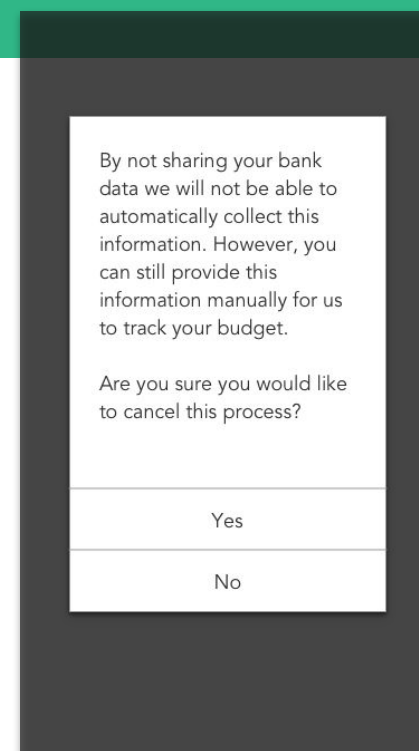 By not sharing your bank
data we will not be able to
automatically collect this
information. However, you
can still provide this
information manually for us
to track your budget.
Are you sure you would like
to cancel this process?
Yes
No